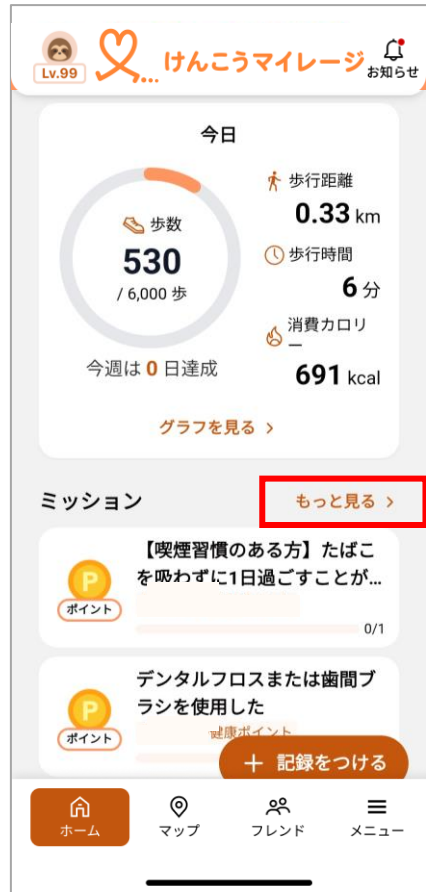 Lv.99
けんこうマイレージ
お知らせ
今日
歩数
530
/ 6,000 歩
今週は 0 日達成
歩行距離
0.33 km
歩行時間
6 分
消費カロリ
ー
691 kcal
グラフを見る >
ミッション
もっと見る >
【喫煙習慣のある方】たばこ
を吸わずに1日過ごすことが...
P
ポイント
0/1
デンタルフロスまたは歯間ブ
ラシを使用した
P
ポイント
健康ポイント
+ 記録をつける
ホーム
マップ
フレンド
メニュー